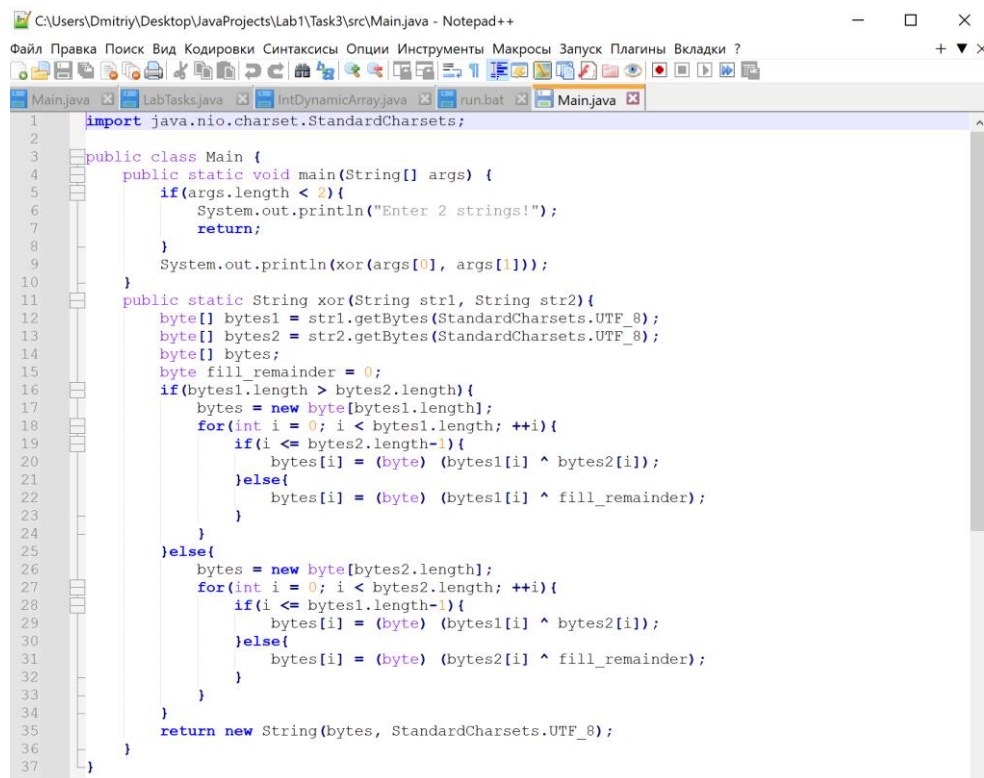 C:\Users\Dmitriy\Desktop\JavaProjects\Lab1\Task3\src\Main.java - Notepad++
Файл Правка Поиск Вид Кодировки Синтаксисы Опции Инструменты Макросы Запуск Плагины Вкладки ?
Main.java LabTasks.java IntDynamicArray.java run.bat Main.java
1 import java.nio.charset.StandardCharsets;
2
3 public class Main {
4     public static void main(String[] args) {
5         if(args.length < 2){
6             System.out.println("Enter 2 strings!");
7             return;
8         }
9         System.out.println(xor(args[0], args[1]));
10     }
11     public static String xor(String str1, String str2){
12         byte[] bytes1 = str1.getBytes(StandardCharsets.UTF_8);
13         byte[] bytes2 = str2.getBytes(StandardCharsets.UTF_8);
14         byte[] bytes;
15         byte fill_remainder = 0;
16         if(bytes1.length > bytes2.length){
17             bytes = new byte[bytes1.length];
18             for(int i = 0; i < bytes1.length; ++i){
19                 if(i <= bytes2.length-1){
20                     bytes[i] = (byte) (bytes1[i] ^ bytes2[i]);
21                 }else{
22                     bytes[i] = (byte) (bytes1[i] ^ fill_remainder);
23                 }
24             }
25         }else{
26             bytes = new byte[bytes2.length];
27             for(int i = 0; i < bytes2.length; ++i){
28                 if(i <= bytes1.length-1){
29                     bytes[i] = (byte) (bytes1[i] ^ bytes2[i]);
30                 }else{
31                     bytes[i] = (byte) (bytes2[i] ^ fill_remainder);
32                 }
33             }
34         }
35         return new String(bytes, StandardCharsets.UTF_8);
36     }
37 }